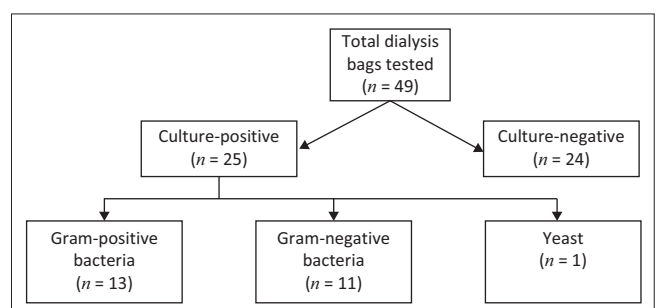 Total dialysis
bags tested
(n = 49)
Culture-positive
(n = 25)
Culture-negative
(n = 24)
Gram-positive
bacteria
(n = 13)
Gram-negative
bacteria
(n = 11)
Yeast
(n = 1)